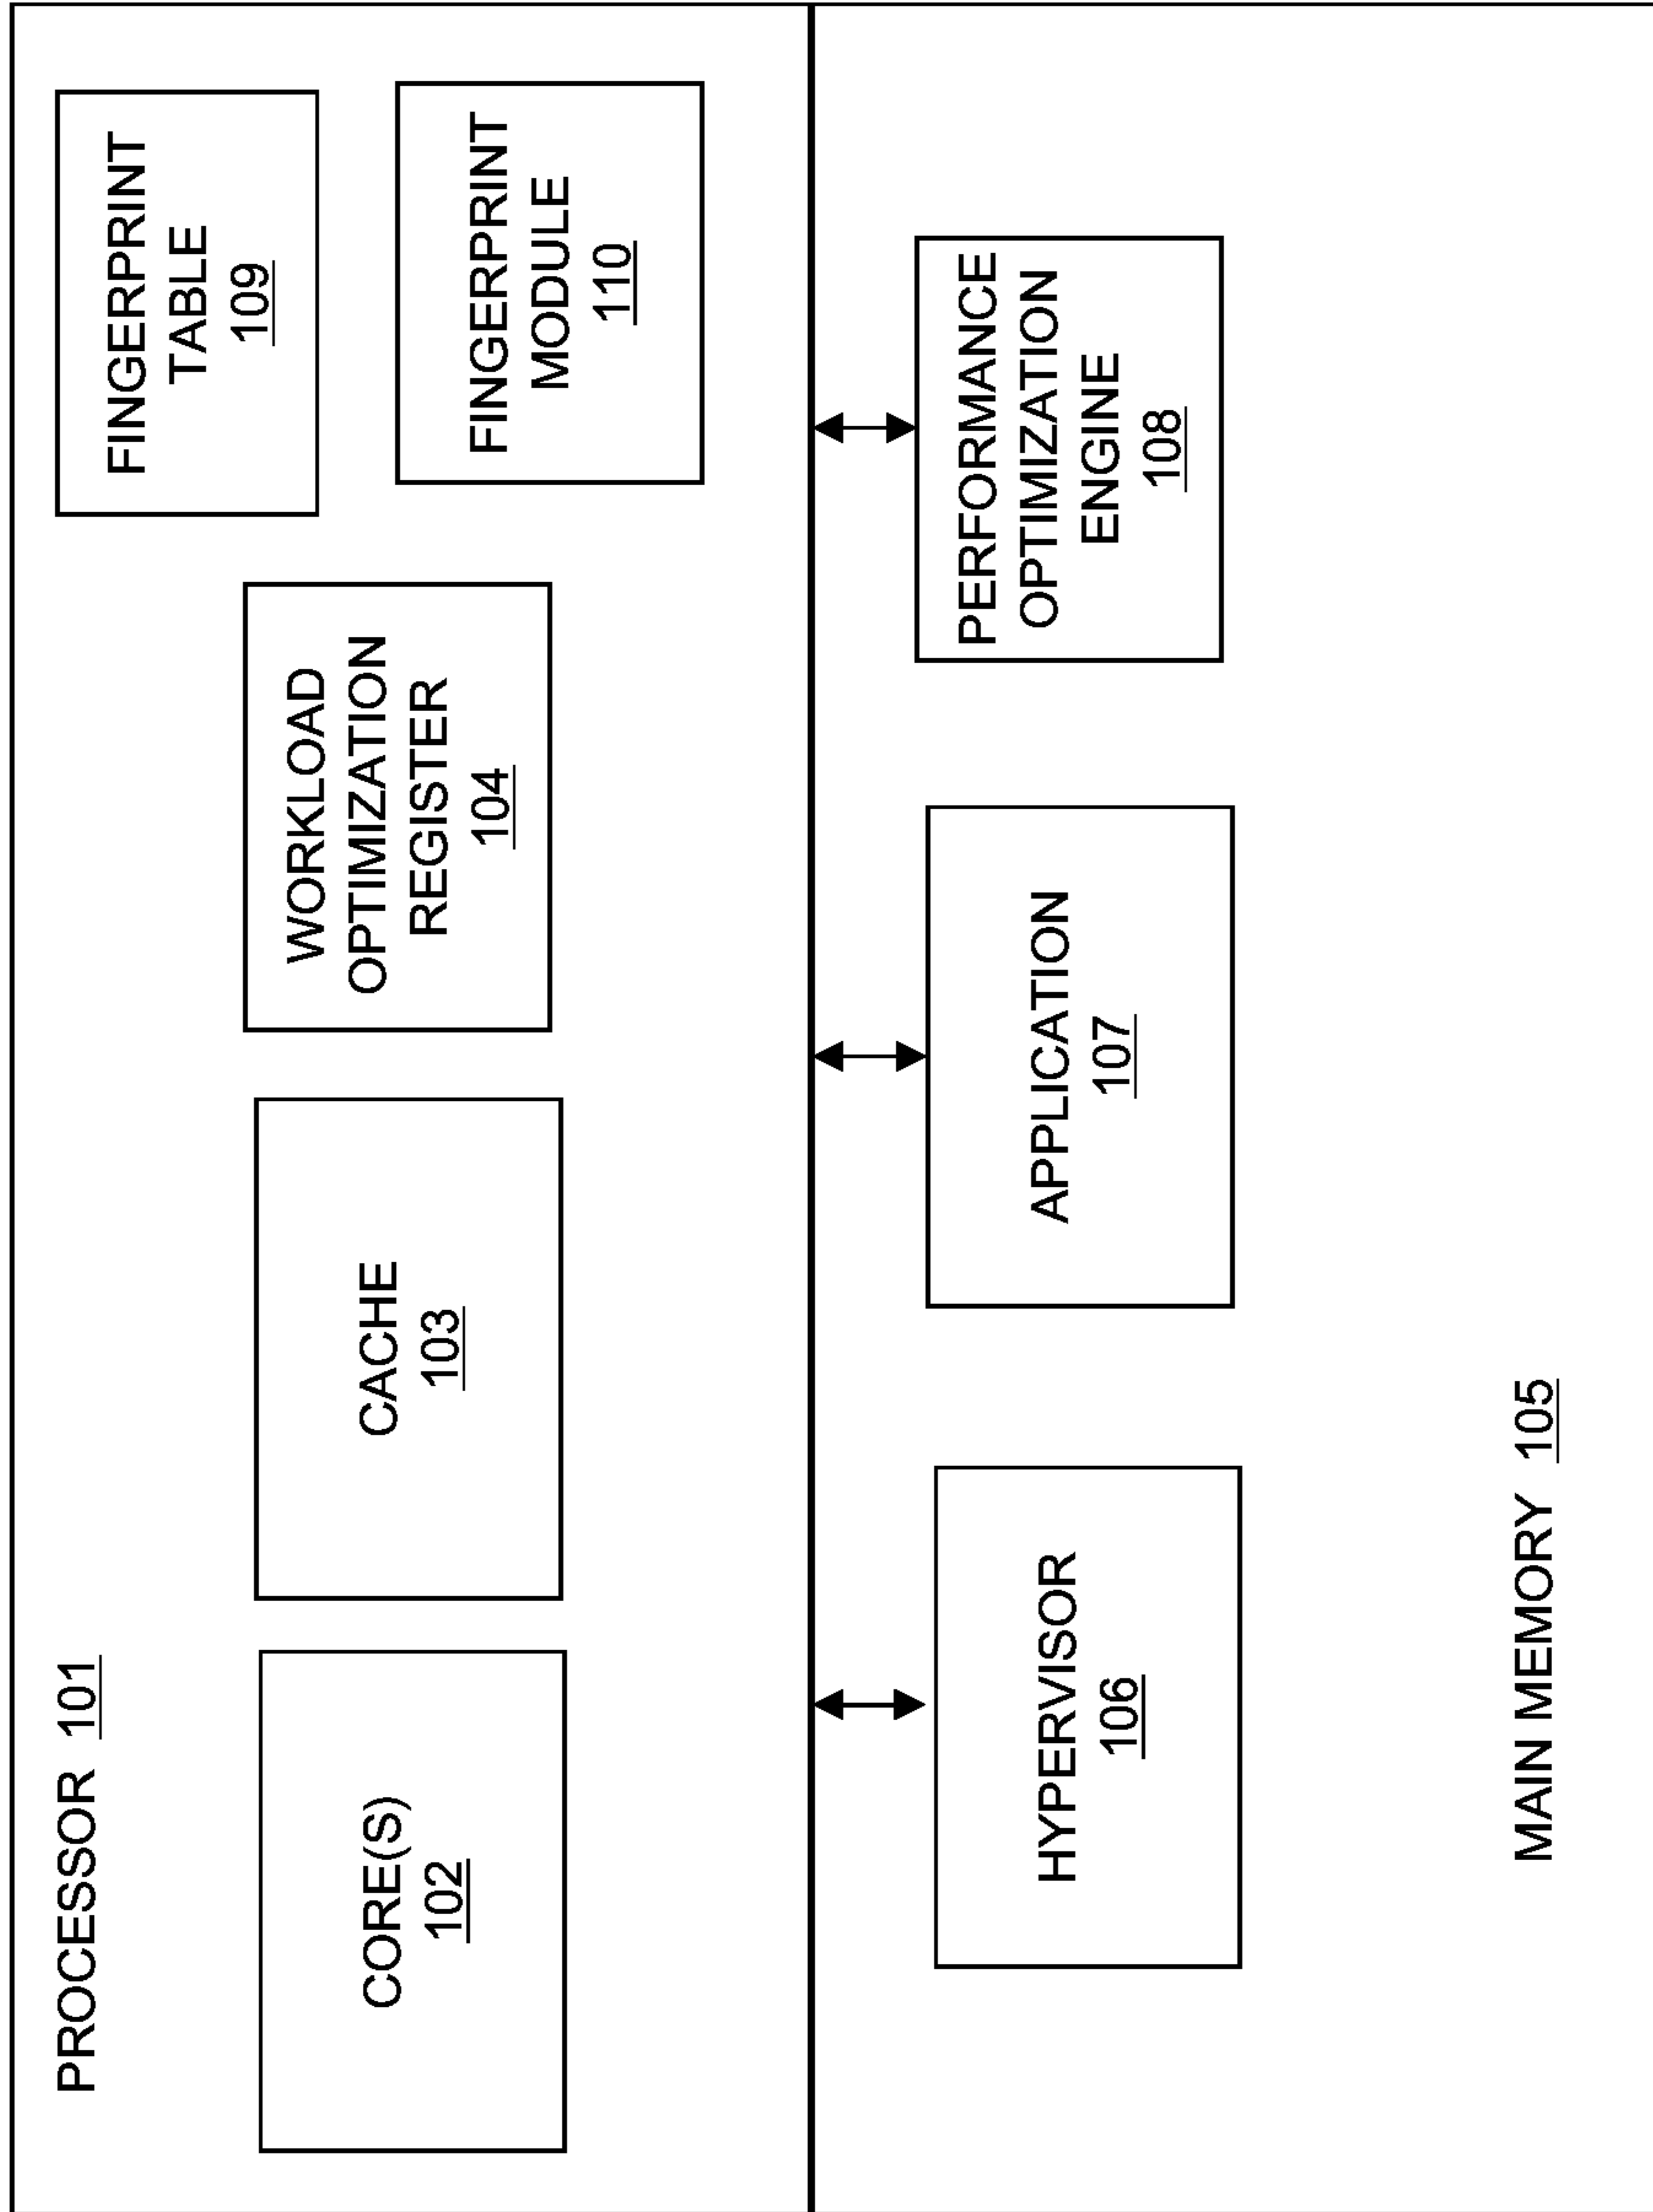 PROCESSOR 101
CORE(S)
102
CACHE
103
WORKLOAD
OPTIMIZATION
REGISTER
104
FINGERPRINT
TABLE
109
FINGERPRINT
MODULE
110
HYPERVISOR
106
APPLICATION
107
PERFORMANCE
OPTIMIZATION
ENGINE
108
MAIN MEMORY 105